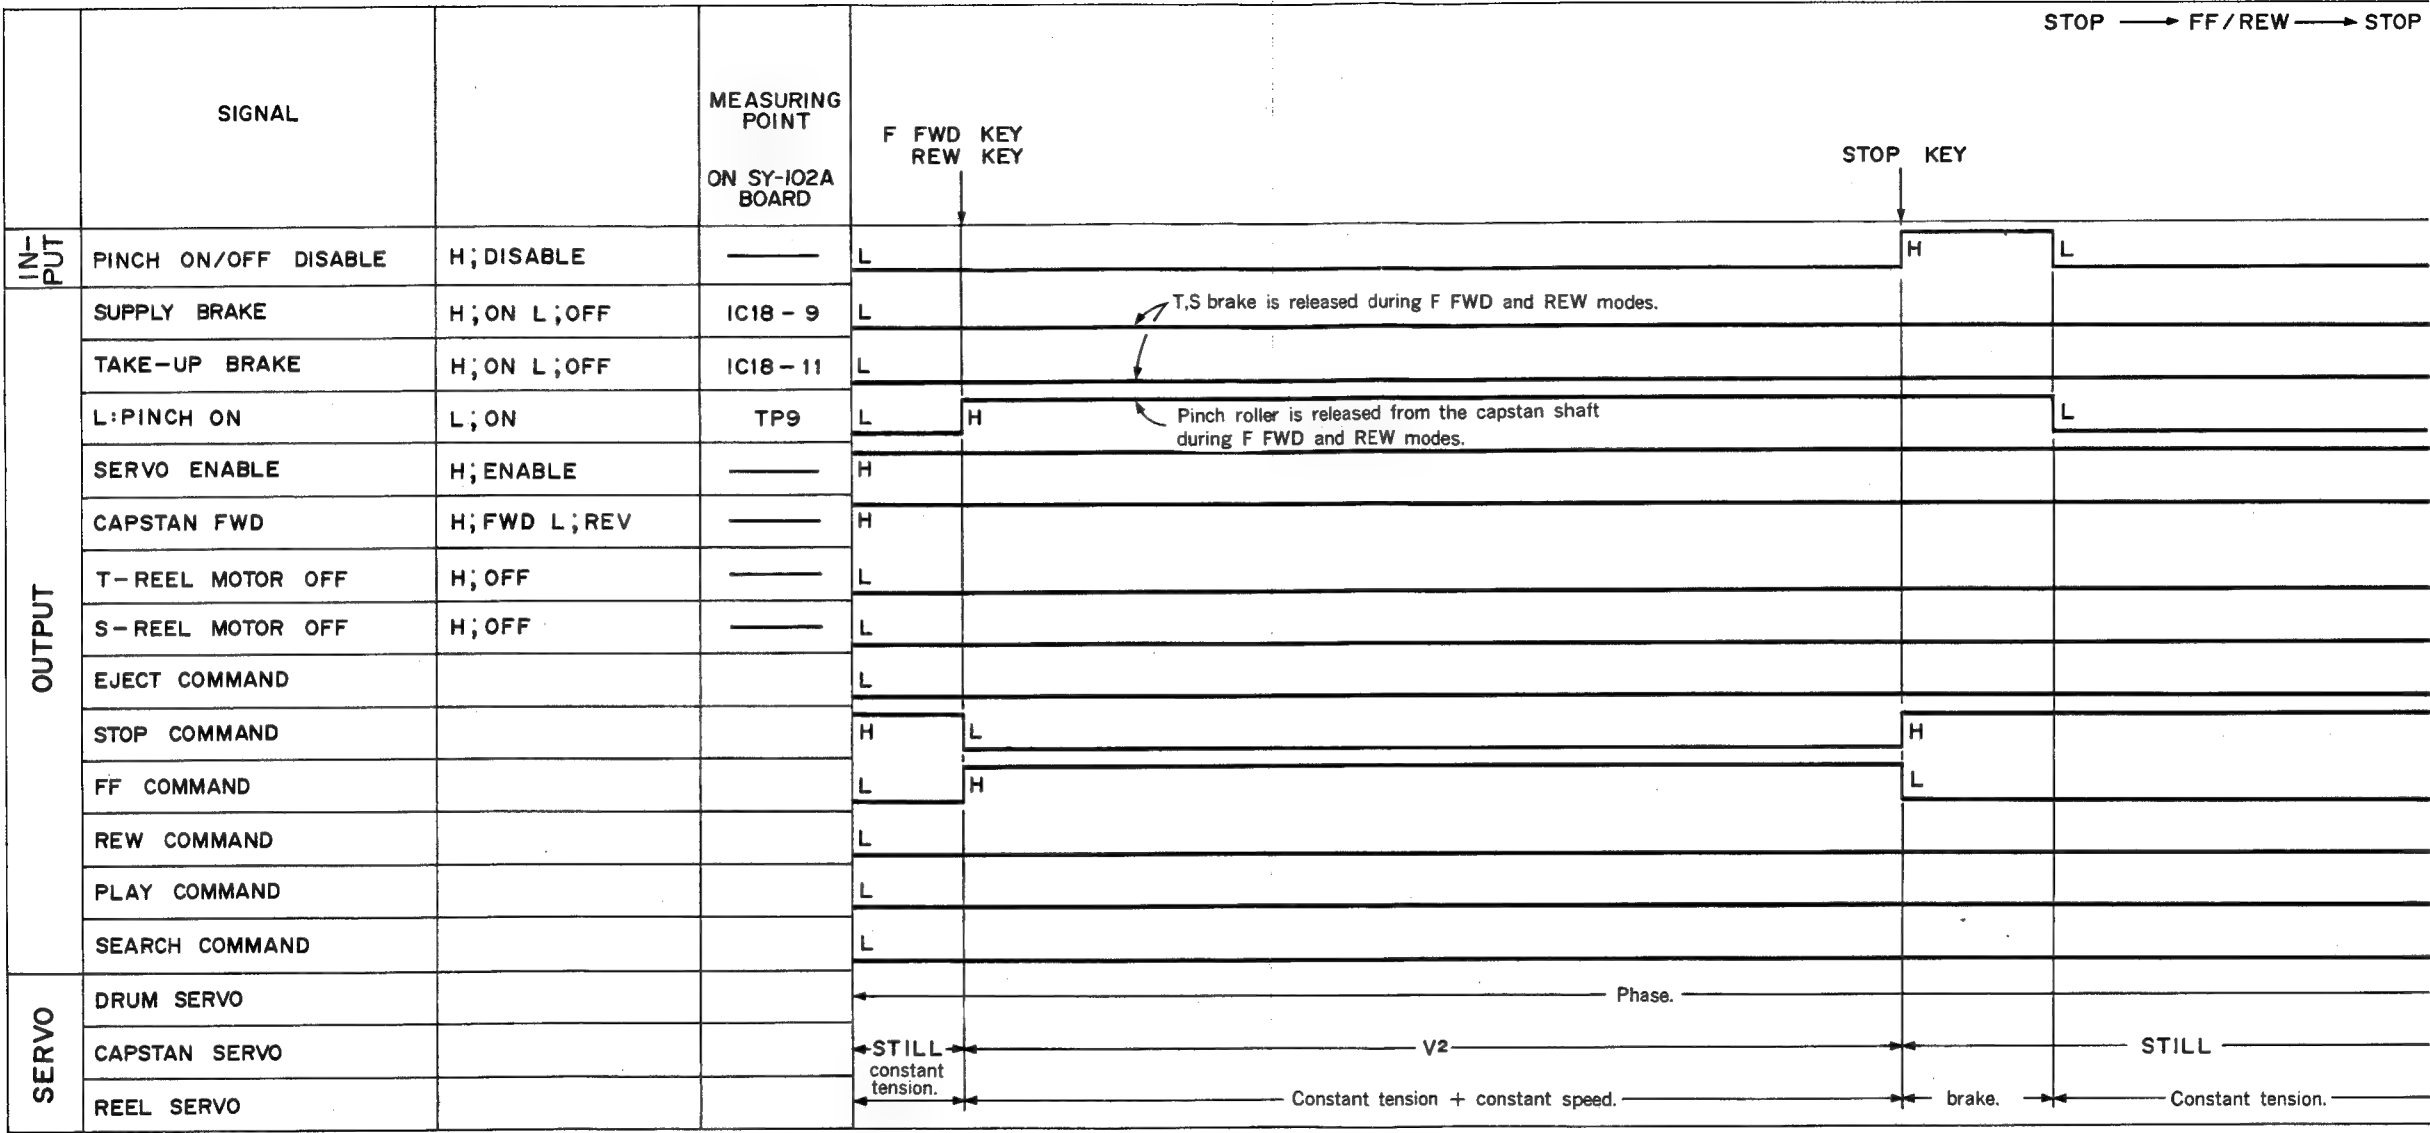 STOP → FF/REW → STOP
SIGNAL
MEASURING
POINT
ON SY-102A
BOARD
F FWD KEY
REW KEY
STOP KEY
IN-
PUT
PINCH ON/OFF DISABLE H;DISABLE — L H L
OUTPUT
SUPPLY BRAKE H;ON L;OFF IC18-9 L
T,S brake is released during F FWD and REW modes.
TAKE-UP BRAKE H;ON L;OFF IC18-11 L
L:PINCH ON L;ON TP9 L H L
Pinch roller is released from the capstan shaft
during F FWD and REW modes.
SERVO ENABLE H;ENABLE — H
CAPSTAN FWD H;FWD L;REV — H
T-REEL MOTOR OFF H;OFF — L
S-REEL MOTOR OFF H;OFF — L
EJECT COMMAND L
STOP COMMAND H L H
FF COMMAND L H L
REW COMMAND L
PLAY COMMAND L
SEARCH COMMAND L
SERVO
DRUM SERVO Phase.
CAPSTAN SERVO STILL V2 STILL
constant
tension.
REEL SERVO Constant tension + constant speed. brake. Constant tension.